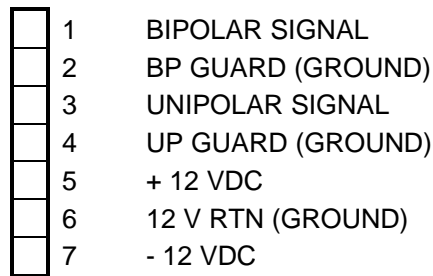 1 BIPOLAR SIGNAL
2 BP GUARD (GROUND)
3 UNIPOLAR SIGNAL
4 UP GUARD (GROUND)
5 + 12 VDC
6 12 V RTN (GROUND)
7 - 12 VDC